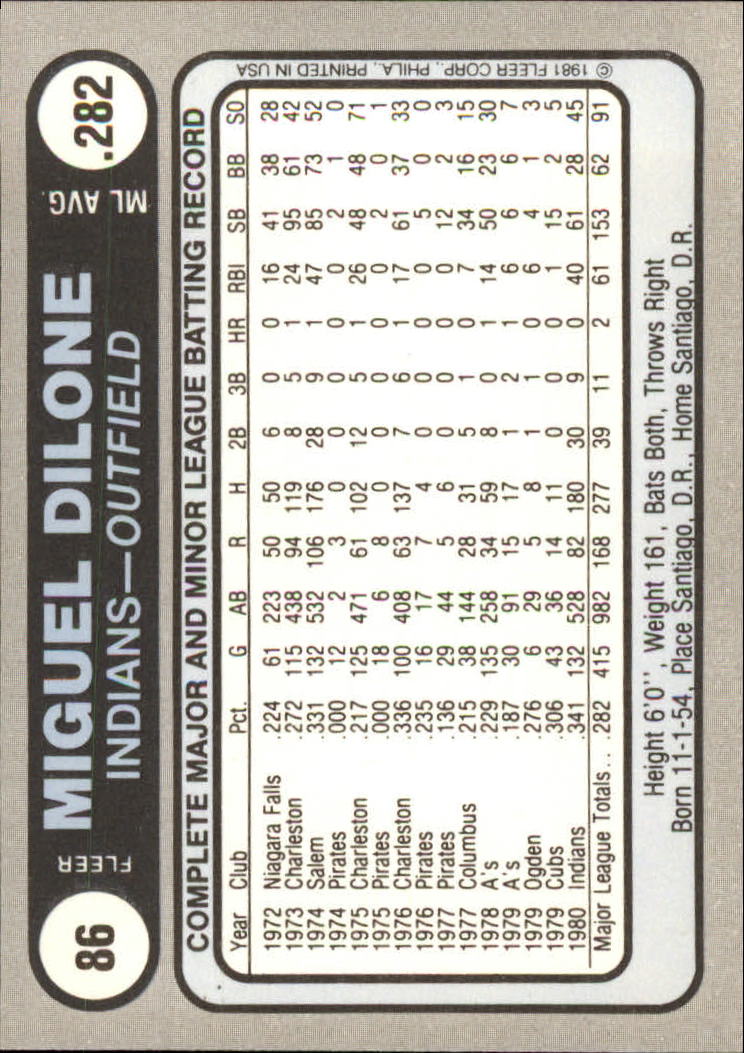 86 FLEER MIGUEL DILONE ML AVG. .282
INDIANS—OUTFIELD
COMPLETE MAJOR AND MINOR LEAGUE BATTING RECORD
Year Club Pct. G AB R H 2B 3B HR RBI SB BB SO
1972 Niagara Falls .224 61 223 50 50 6 0 0 16 41 38 28
1973 Charleston .272 115 438 94 119 8 5 1 24 95 61 42
1974 Salem .331 132 532 106 176 28 9 1 47 85 73 52
1974 Pirates .000 12 2 3 0 0 0 0 0 2 1 0
1975 Charleston .217 125 471 61 102 12 5 1 26 48 48 71
1975 Pirates .000 18 6 8 0 0 0 0 0 2 0 1
1976 Charleston .336 100 408 63 137 7 6 1 17 61 37 33
1976 Pirates .235 16 17 7 4 0 0 0 0 5 0 0
1977 Pirates .136 29 44 5 6 0 0 0 0 12 2 3
1977 Columbus .215 38 144 28 31 5 1 0 7 34 16 15
1978 A's .229 135 258 34 59 8 0 1 14 50 23 30
1979 A's .187 30 91 15 17 1 2 1 6 6 6 7
1979 Ogden .276 6 29 5 8 1 1 0 6 4 1 3
1979 Cubs .306 43 36 14 11 0 0 0 1 15 2 5
1980 Indians .341 132 528 82 180 30 9 0 40 61 28 45
Major League Totals... .282 415 982 168 277 39 11 2 61 153 62 91
Height 6'0'', Weight 161, Bats Both, Throws Right
Born 11-1-54, Place Santiago, D.R., Home Santiago, D.R.
© 1981 FLEER CORP., PHILA., PRINTED IN USA